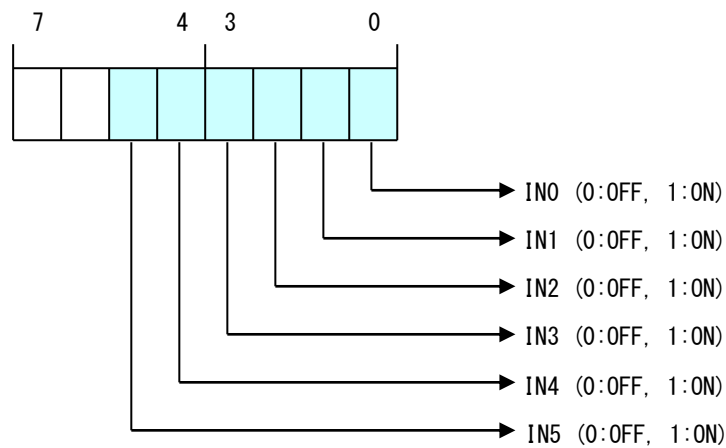 7 4 3 0
IN0 (0:OFF, 1:ON)
IN1 (0:OFF, 1:ON)
IN2 (0:OFF, 1:ON)
IN3 (0:OFF, 1:ON)
IN4 (0:OFF, 1:ON)
IN5 (0:OFF, 1:ON)